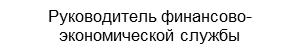 Руководитель финансово-
экономической службы